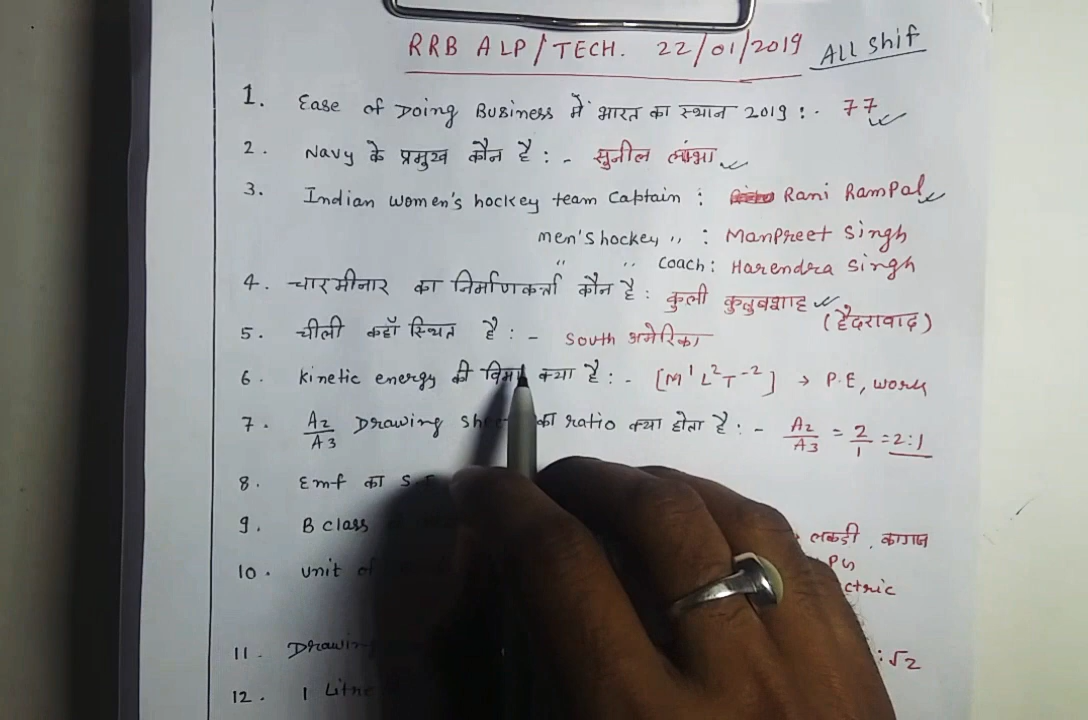 RRB ALP/TECH. 22/01/2019 All Shif
1. Ease of Doing Business में भारत का स्थान 2019 :- 77
2. Navy के प्रमुख कौन है :- सुनील लांभा
3. Indian women's hockey team Captain : Rani Rampal
men's hockey ,, : Manpreet Singh
,, ,, Coach : Harendra Singh
4. चारमीनार का निर्माणकर्ता कौन है : कुली कुतुबशाह
(हैदरावाद)
5. चीली कहाँ स्थित है :- South अमेरिका
6. Kinetic energy की क्या है :- [M¹L²T⁻²] → P.E, work
7. A2/A3 Drawing का ratio क्या होता है :- A2/A3 = 2/1 = 2:1
8. Emf का S.I
9. B class लकडी, कागज
10. Unit of
11. Drawin : √2
12. 1 Litre